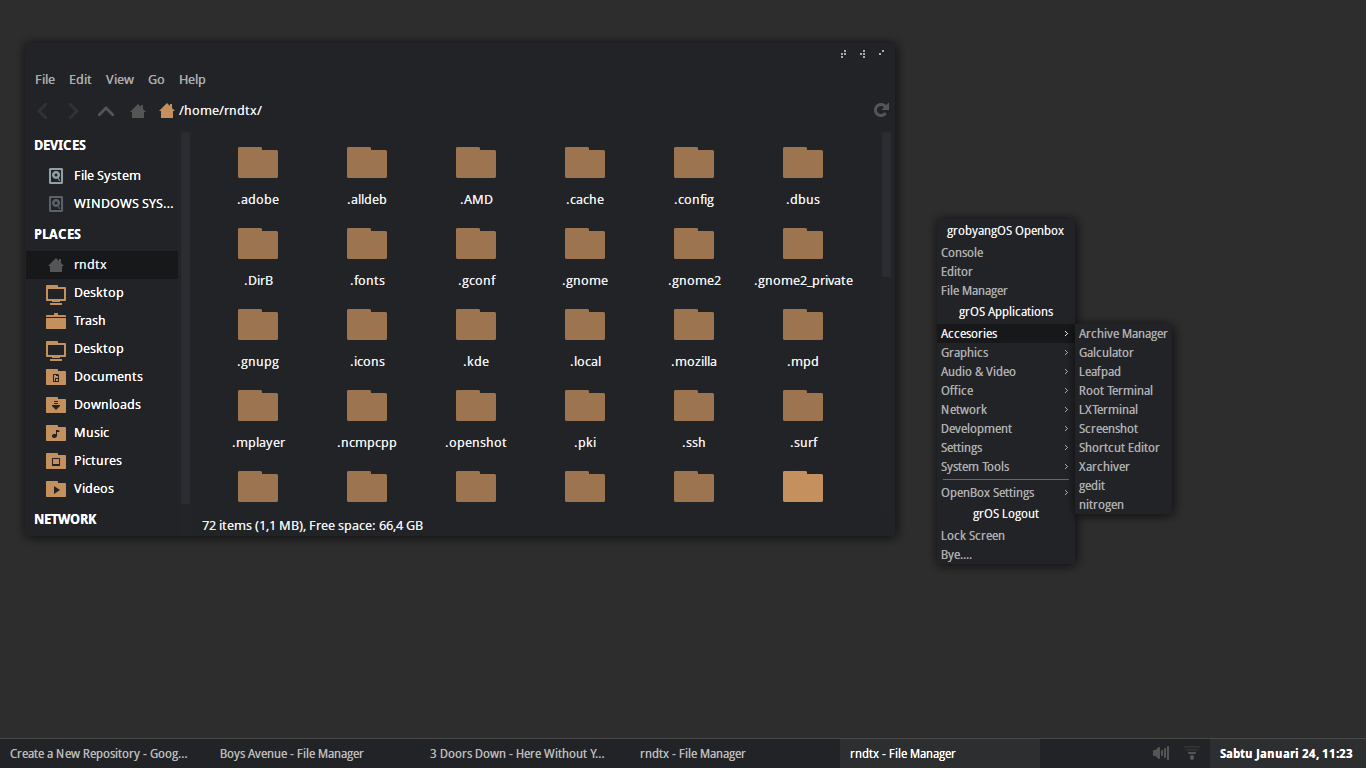 File Edit View Go Help
/home/rndtx/
DEVICES
File System
WINDOWS SYS...
PLACES
rndtx
Desktop
Trash
Desktop
Documents
Downloads
Music
Pictures
Videos
NETWORK
.adobe .alldeb .AMD .cache .config .dbus
.DirB .fonts .gconf .gnome .gnome2 .gnome2_private
.gnupg .icons .kde .local .mozilla .mpd
.mplayer .ncmpcpp .openshot .pki .ssh .surf
72 items (1,1 MB), Free space: 66,4 GB
grobyangOS Openbox
Console
Editor
File Manager
grOS Applications
Accesories
Graphics
Audio & Video
Office
Network
Development
Settings
System Tools
OpenBox Settings
grOS Logout
Lock Screen
Bye....
Archive Manager
Galculator
Leafpad
Root Terminal
LXTerminal
Screenshot
Shortcut Editor
Xarchiver
gedit
nitrogen
Create a New Repository - Goog... Boys Avenue - File Manager 3 Doors Down - Here Without Y... rndtx - File Manager rndtx - File Manager Sabtu Januari 24, 11:23